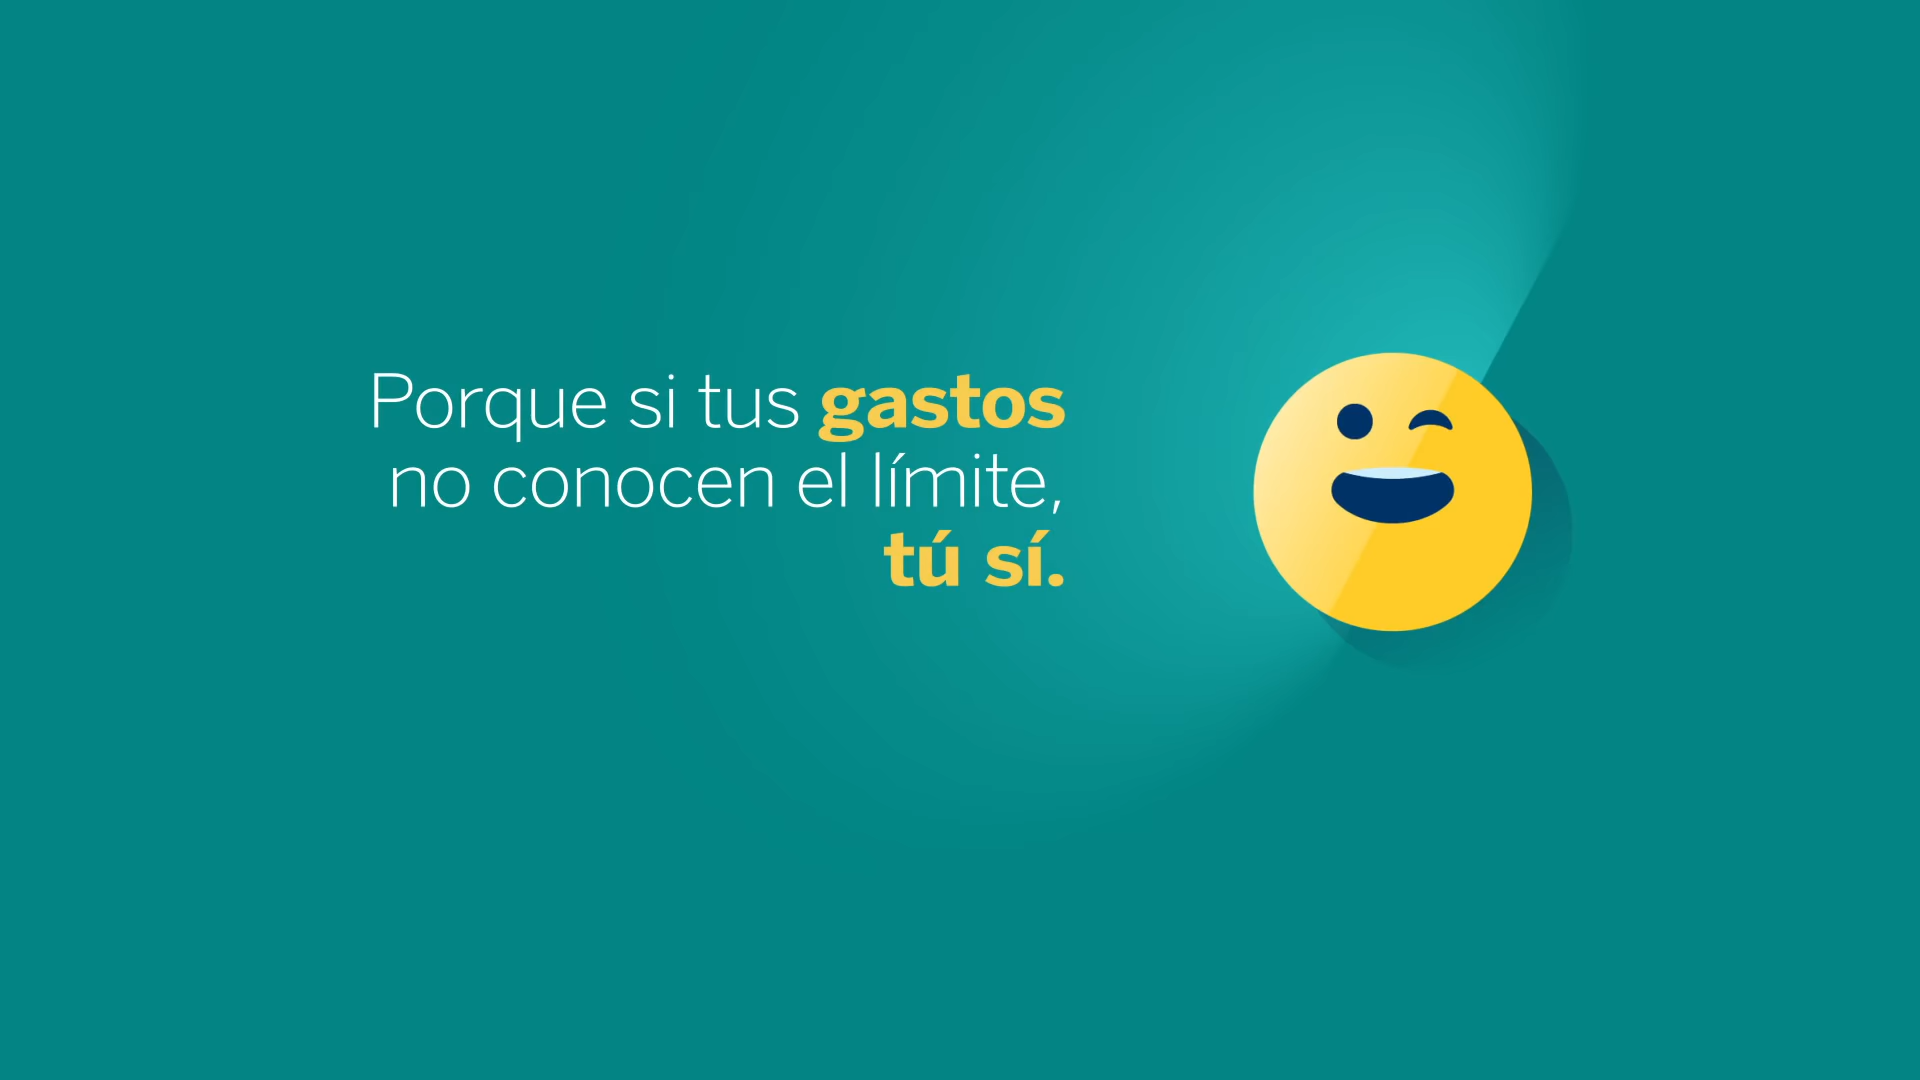 Porque si tus gastos
no conocen el límite,
tú sí.